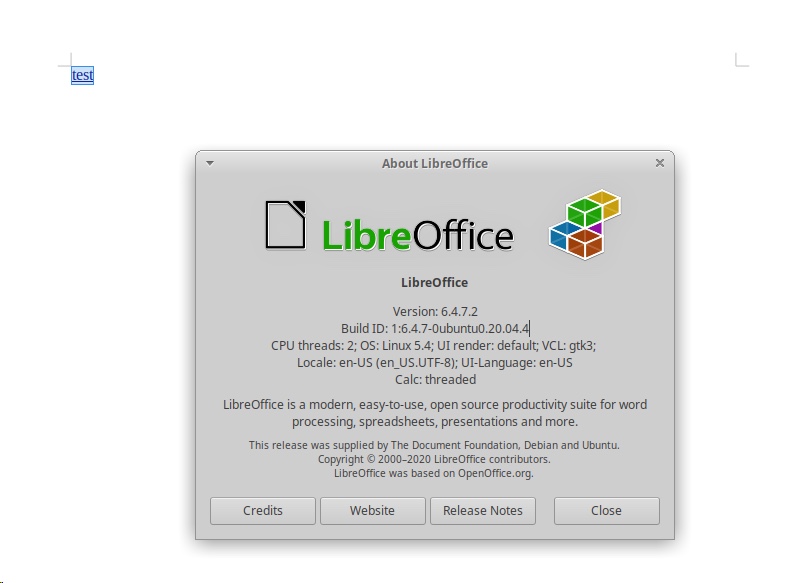 test
About LibreOffice
LibreOffice
LibreOffice
Version: 6.4.7.2
Build ID: 1:6.4.7-0ubuntu0.20.04.4
CPU threads: 2; OS: Linux 5.4; UI render: default; VCL: gtk3;
Locale: en-US (en_US.UTF-8); UI-Language: en-US
Calc: threaded
LibreOffice is a modern, easy-to-use, open source productivity suite for word
processing, spreadsheets, presentations and more.
This release was supplied by The Document Foundation, Debian and Ubuntu.
Copyright © 2000–2020 LibreOffice contributors.
LibreOffice was based on OpenOffice.org.
Credits Website Release Notes Close